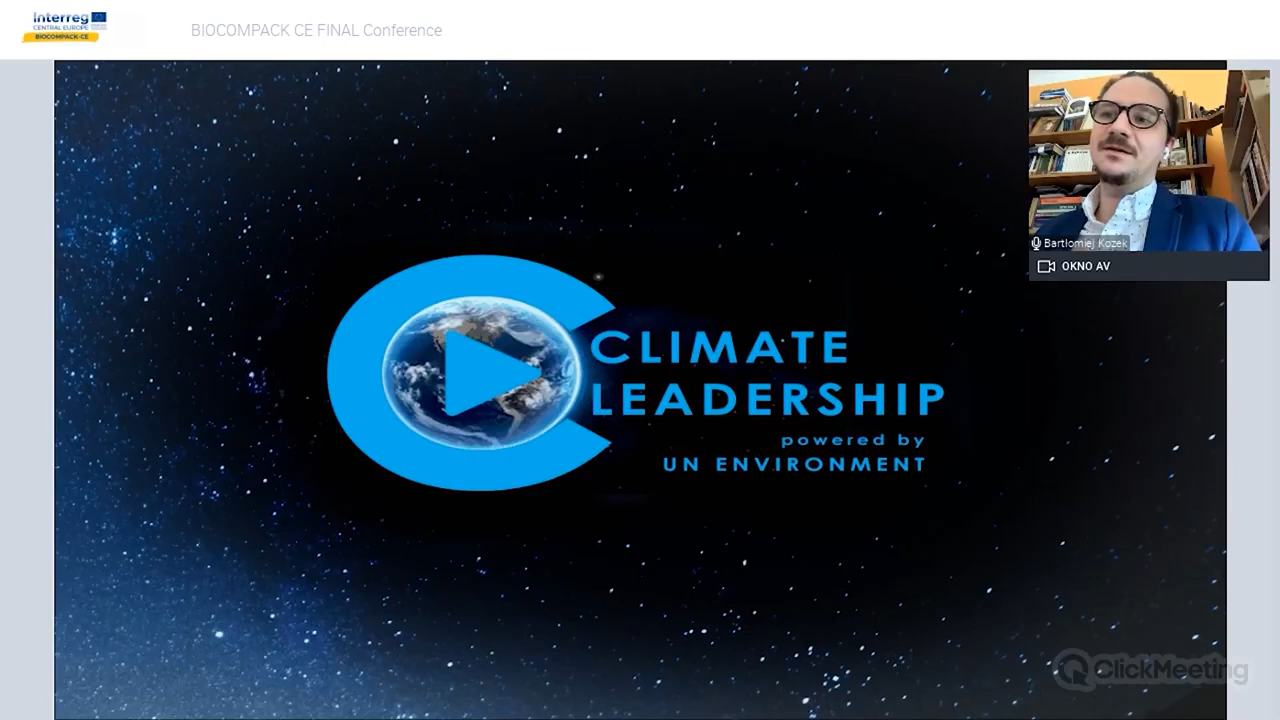 Interreg
CENTRAL EUROPE
BIOCOMPACK-CE
BIOCOMPACK CE FINAL Conference
Bartłomiej Kozek
OKNO AV
CLIMATE
LEADERSHIP
powered by
UN ENVIRONMENT
ClickMeeting